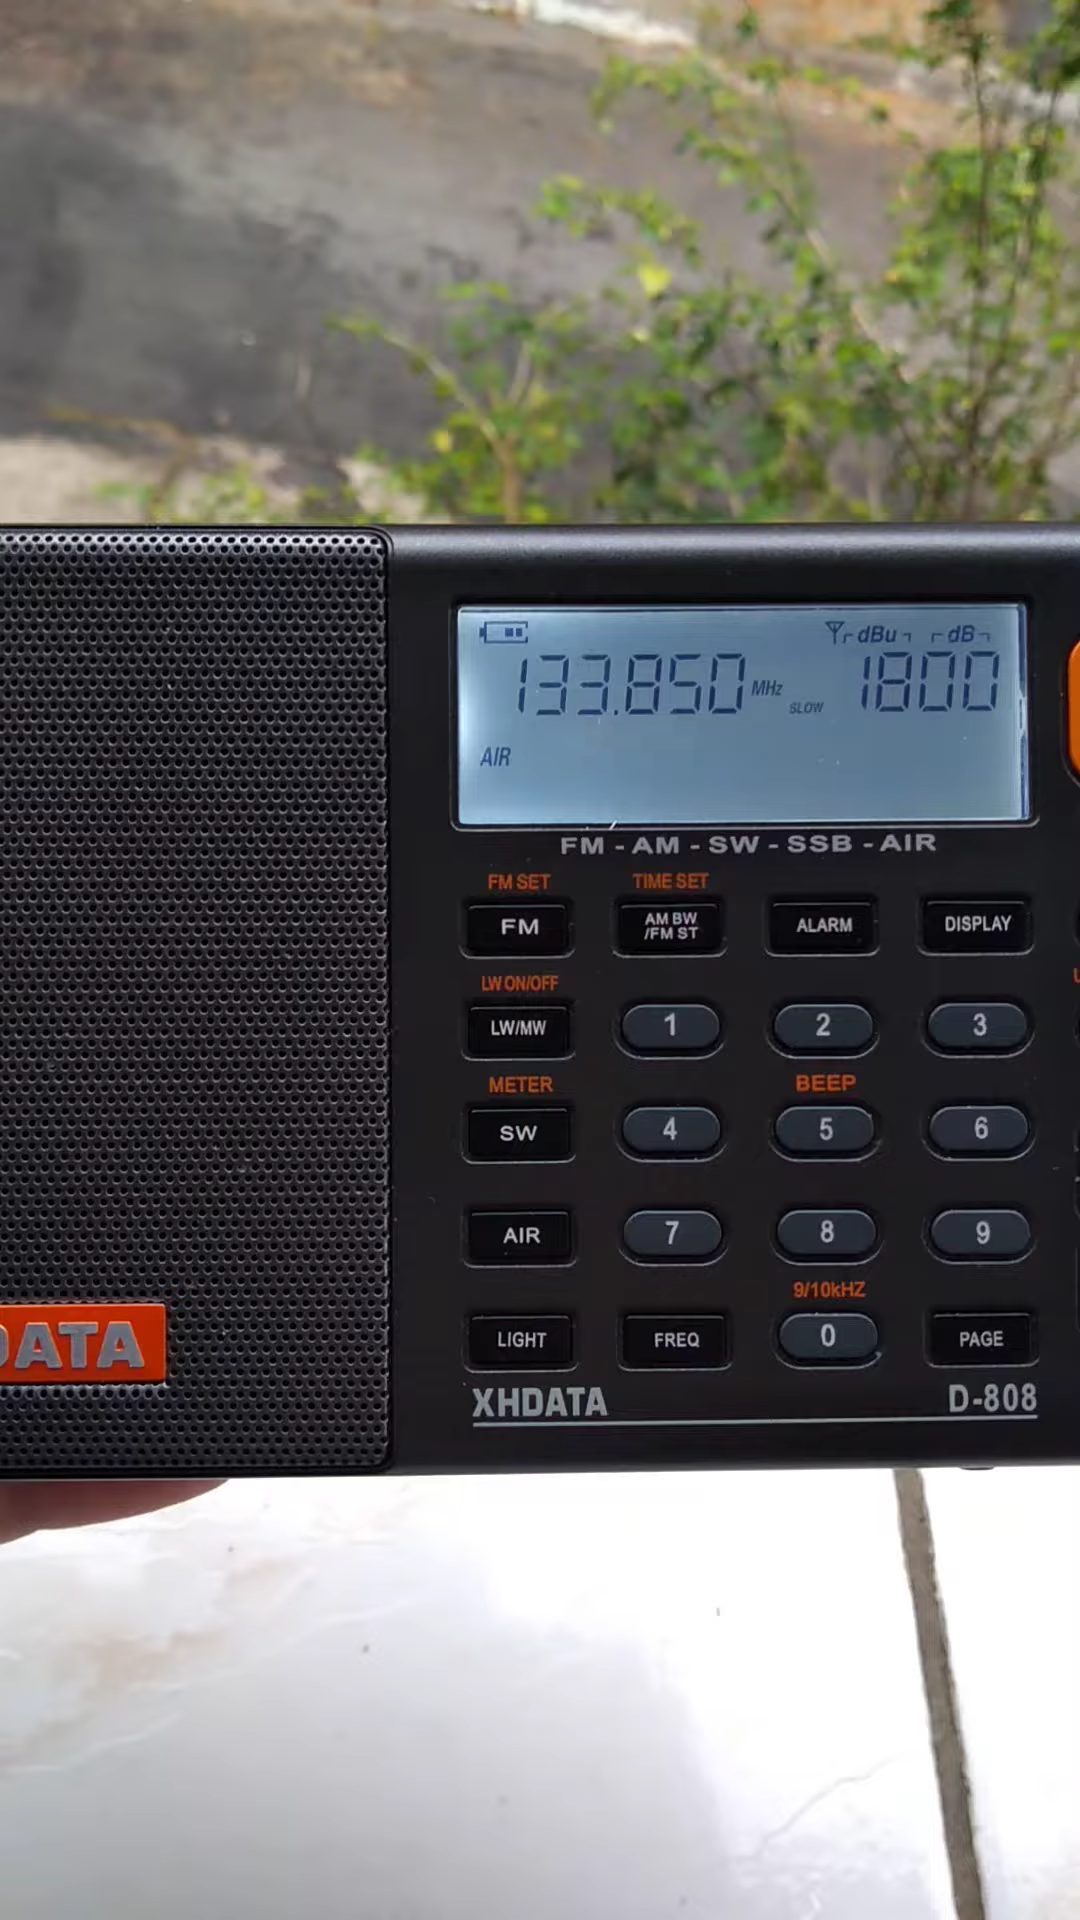 dBu dB
133.850 MHz SLOW 1800
AIR
FM - AM - SW - SSB - AIR
FM SET TIME SET
FM AM BW /FM ST ALARM DISPLAY
LW ON/OFF
LW/MW 1 2 3
METER BEEP
SW 4 5 6
AIR 7 8 9
9/10kHZ
LIGHT FREQ 0 PAGE
DATA
XHDATA D-808